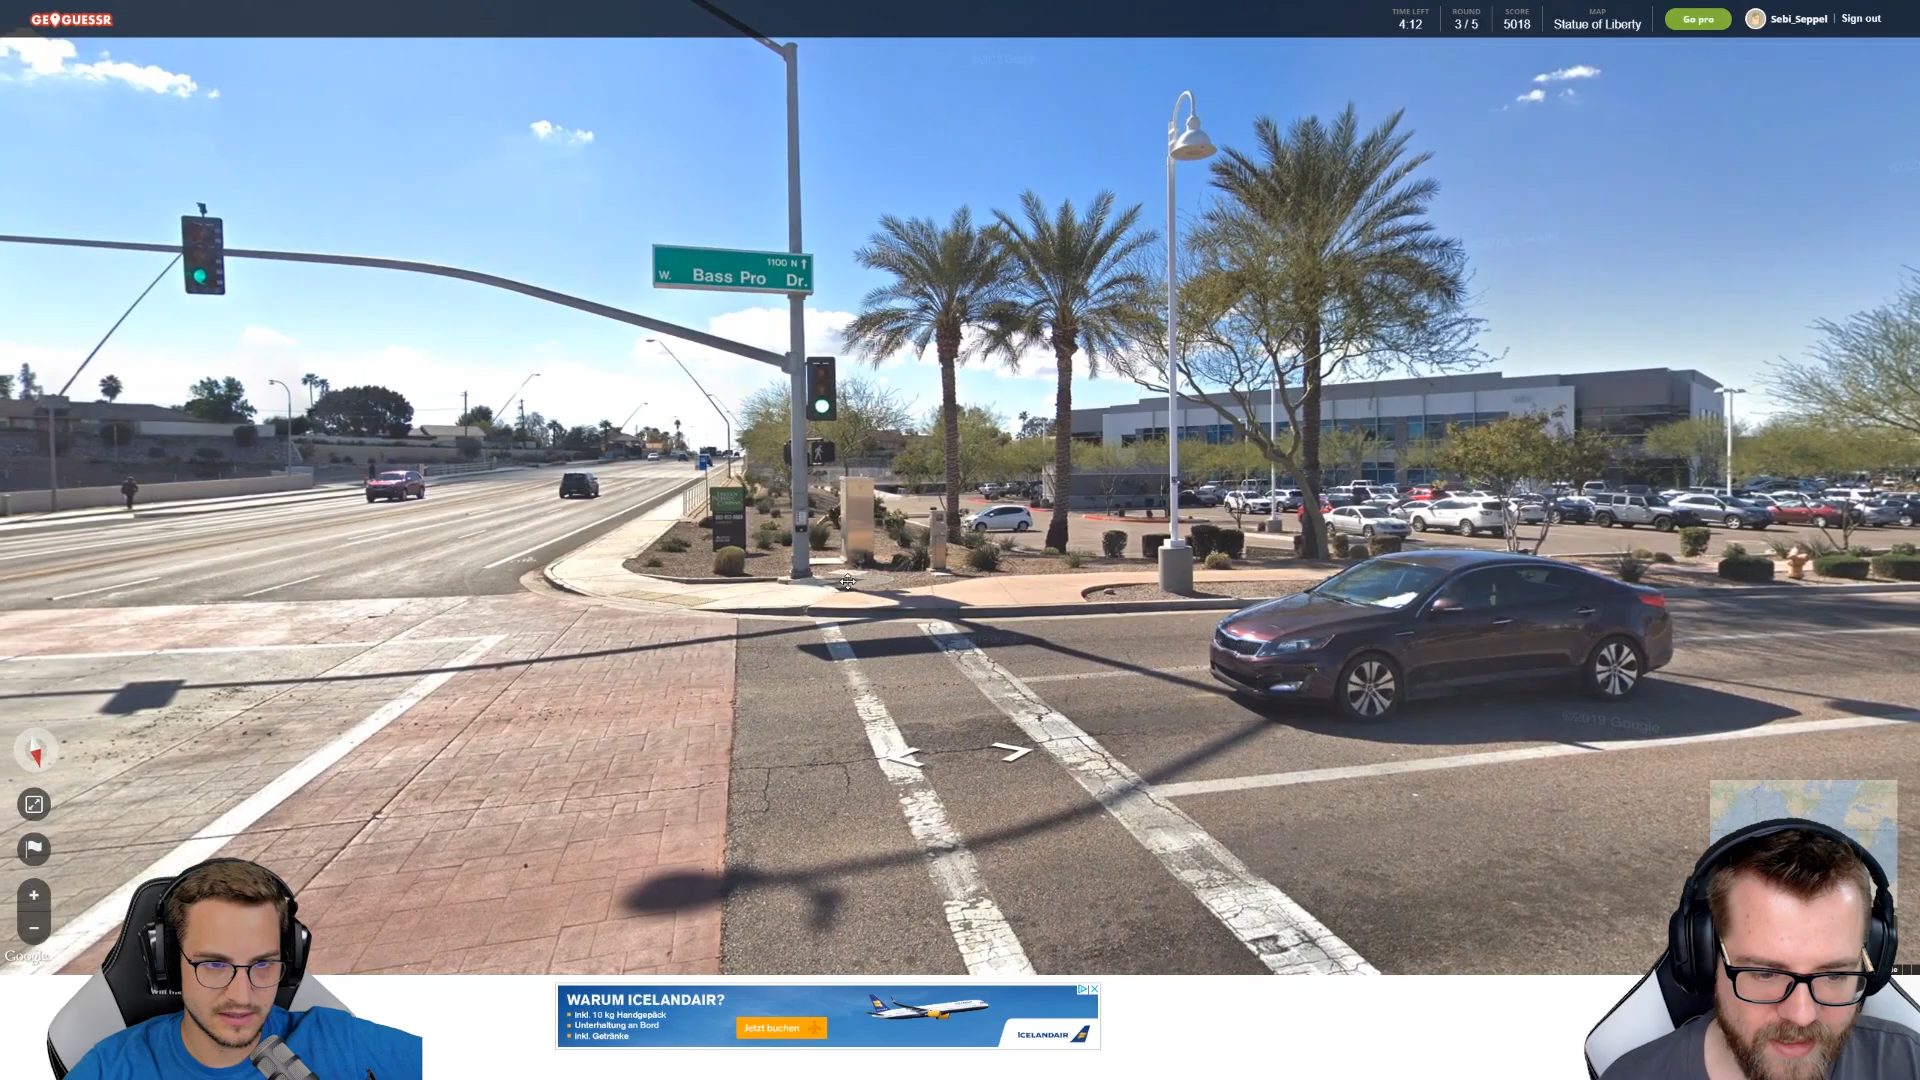 GEOGUESSR
TIME LEFT
4:12
ROUND
3 / 5
SCORE
5018
MAP
Statue of Liberty
Go pro
Sebi_Seppel
Sign out
1100 N ↑
W. Bass Pro Dr.
©2019 Google
Google
WARUM ICELANDAIR?
Inkl. 10 kg Handgepäck
Unterhaltung an Bord
Inkl. Getränke
Jetzt buchen
ICELANDAIR